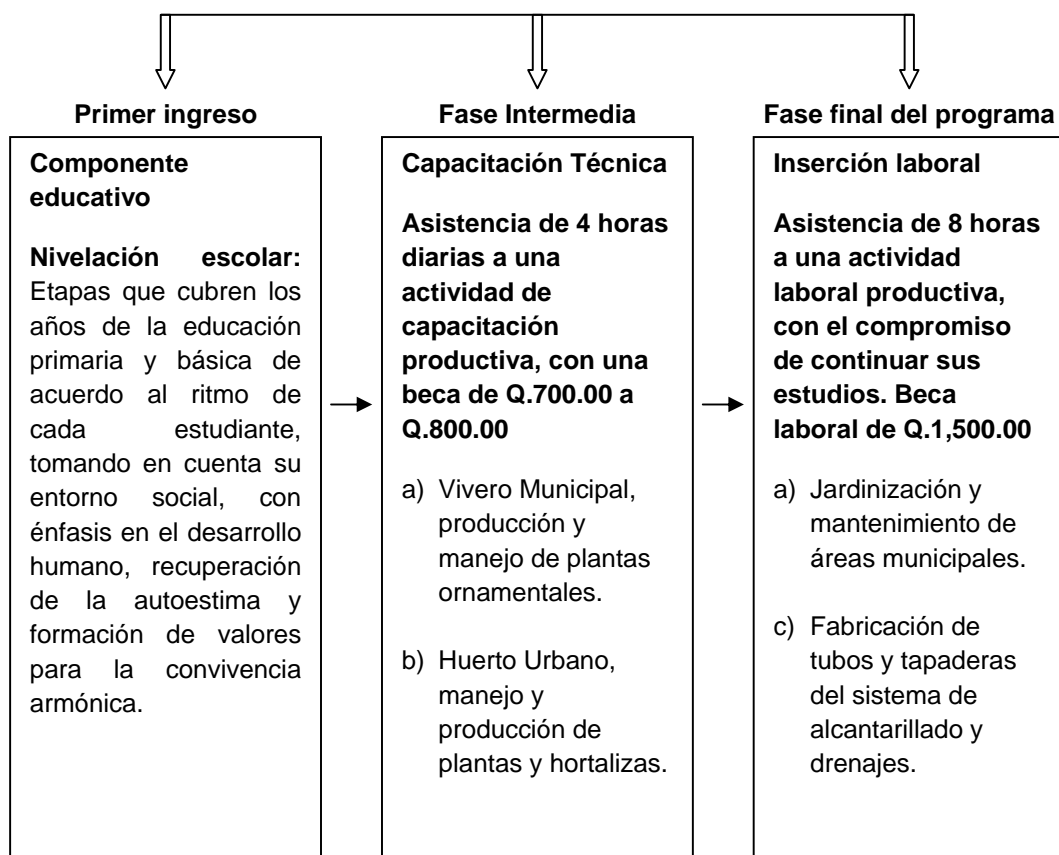 Primer ingreso
Componente
educativo
Nivelación escolar:
Etapas que cubren los
años de la educación
primaria y básica de
acuerdo al ritmo de
cada estudiante,
tomando en cuenta su
entorno social, con
énfasis en el desarrollo
humano, recuperación
de la autoestima y
formación de valores
para la convivencia
armónica.
Fase Intermedia
Capacitación Técnica
Asistencia de 4 horas
diarias a una
actividad de
capacitación
productiva, con una
beca de Q.700.00 a
Q.800.00
a) Vivero Municipal,
producción y
manejo de plantas
ornamentales.
b) Huerto Urbano,
manejo y
producción de
plantas y hortalizas.
Fase final del programa
Inserción laboral
Asistencia de 8 horas
a una actividad
laboral productiva,
con el compromiso
de continuar sus
estudios. Beca
laboral de Q.1,500.00
a) Jardinización y
mantenimiento de
áreas municipales.
c) Fabricación de
tubos y tapaderas
del sistema de
alcantarillado y
drenajes.